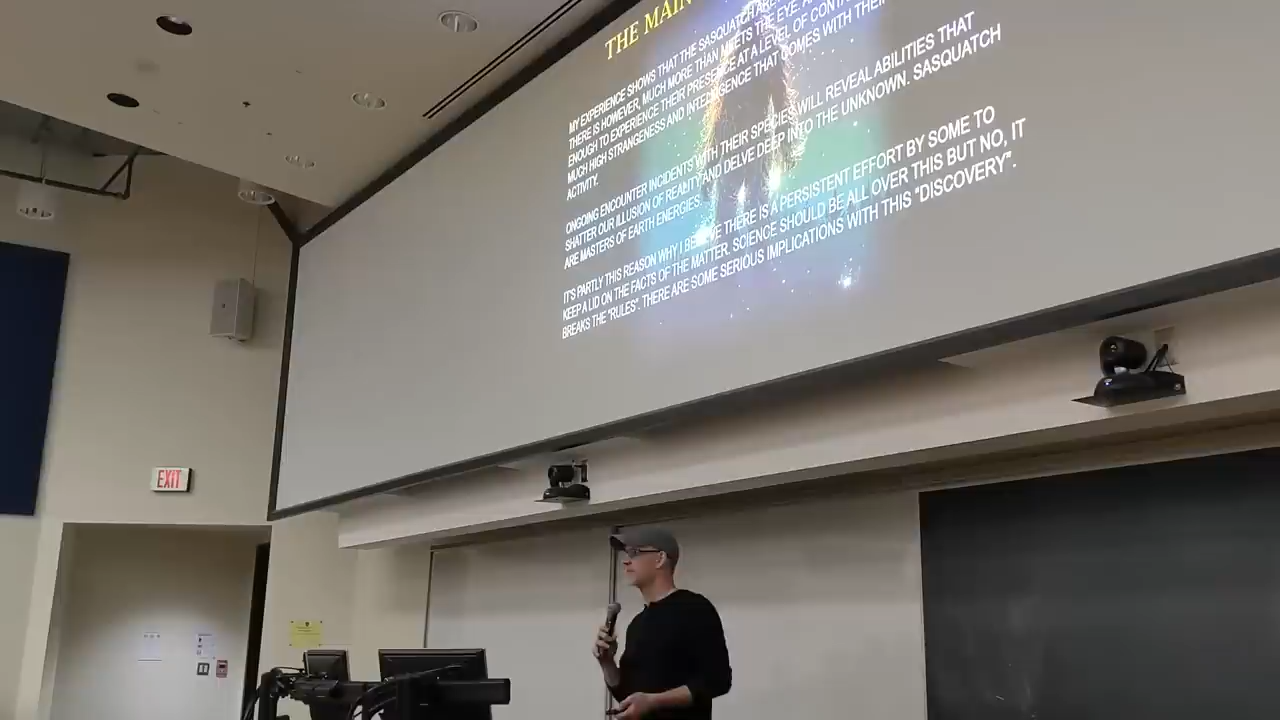 THE MAIN
MY EXPERIENCE SHOWS THAT THE SASQUATCH ARE
THERE IS HOWEVER, MUCH MORE THAN MEETS THE EYE.
ENOUGH TO EXPERIENCE THEIR PRESENCE AT A LEVEL OF
MUCH HIGH STRANGENESS AND INTELLIGENCE THAT COMES WITH THEIR
ACTIVITY.
ONGOING ENCOUNTER INCIDENTS WITH THEIR SPECIES WILL REVEAL ABILITIES THAT
SHATTER OUR ILLUSION OF REALITY AND DELVE DEEP INTO THE UNKNOWN. SASQUATCH
ARE MASTERS OF EARTH ENERGIES.
IT'S PARTLY THIS REASON WHY I BELIEVE THERE IS A PERSISTENT EFFORT BY SOME TO
KEEP A LID ON THE FACTS OF THE MATTER. SCIENCE SHOULD BE ALL OVER THIS BUT NO, IT
BREAKS THE "RULES". THERE ARE SOME SERIOUS IMPLICATIONS WITH THIS "DISCOVERY".
EXIT